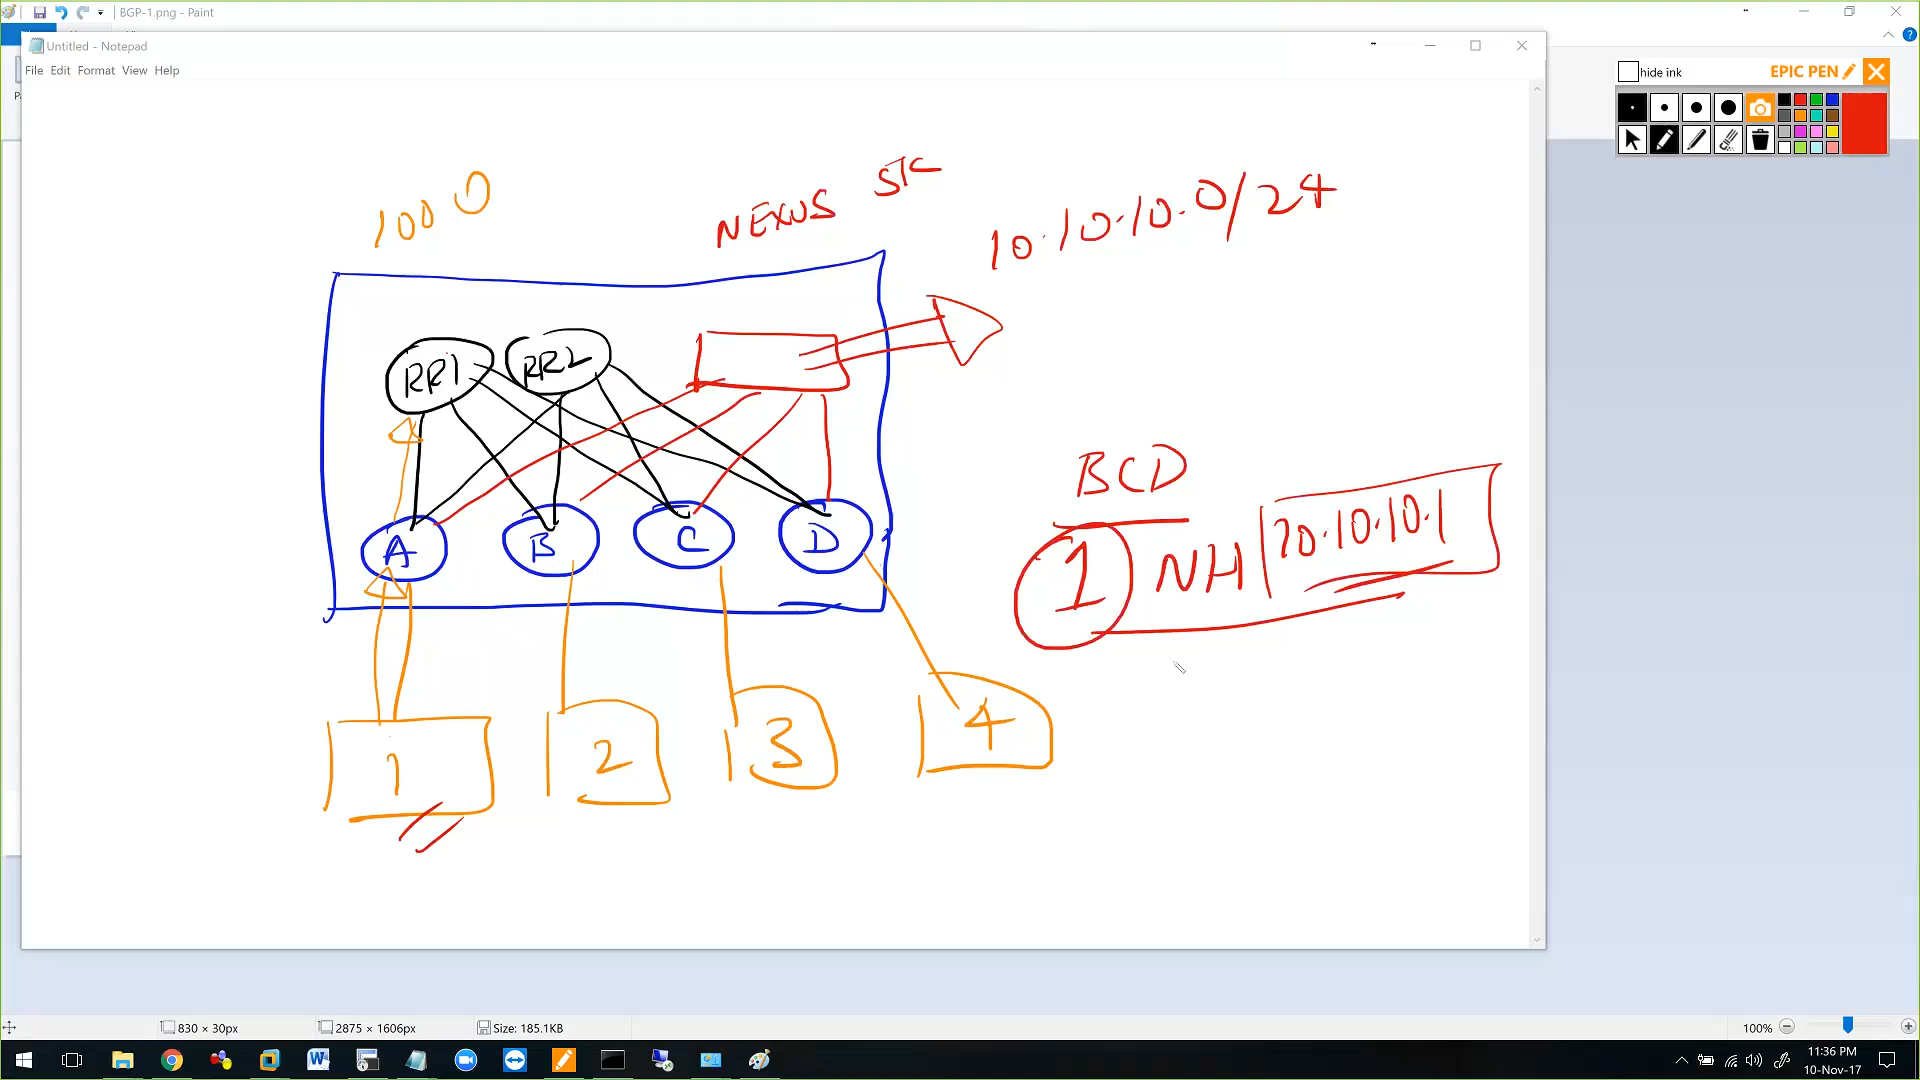 BGP-1.png - Paint
Untitled - Notepad
File Edit Format View Help
hide ink
EPIC PEN
1000
NEXUS
10.10.10.0/24
RR1
RR2
BCD
1 NH 20.10.10.1
A
B
C
D
1
2
3
4
830 × 30px
2875 × 1606px
Size: 185.1KB
100%
11:36 PM
10-Nov-17